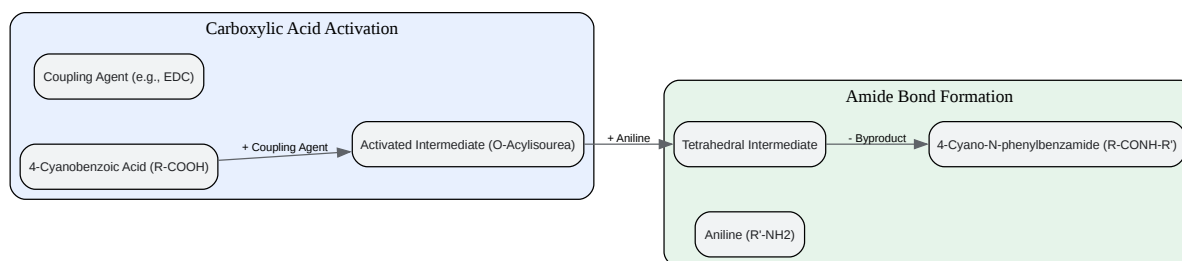 Carboxylic Acid Activation
Coupling Agent (e.g., EDC)
4-Cyanobenzoic Acid (R-COOH)
+ Coupling Agent
Activated Intermediate (O-Acylisourea)
+ Aniline
Amide Bond Formation
Tetrahedral Intermediate
- Byproduct
4-Cyano-N-phenylbenzamide (R-CONH-R')
Aniline (R'-NH2)